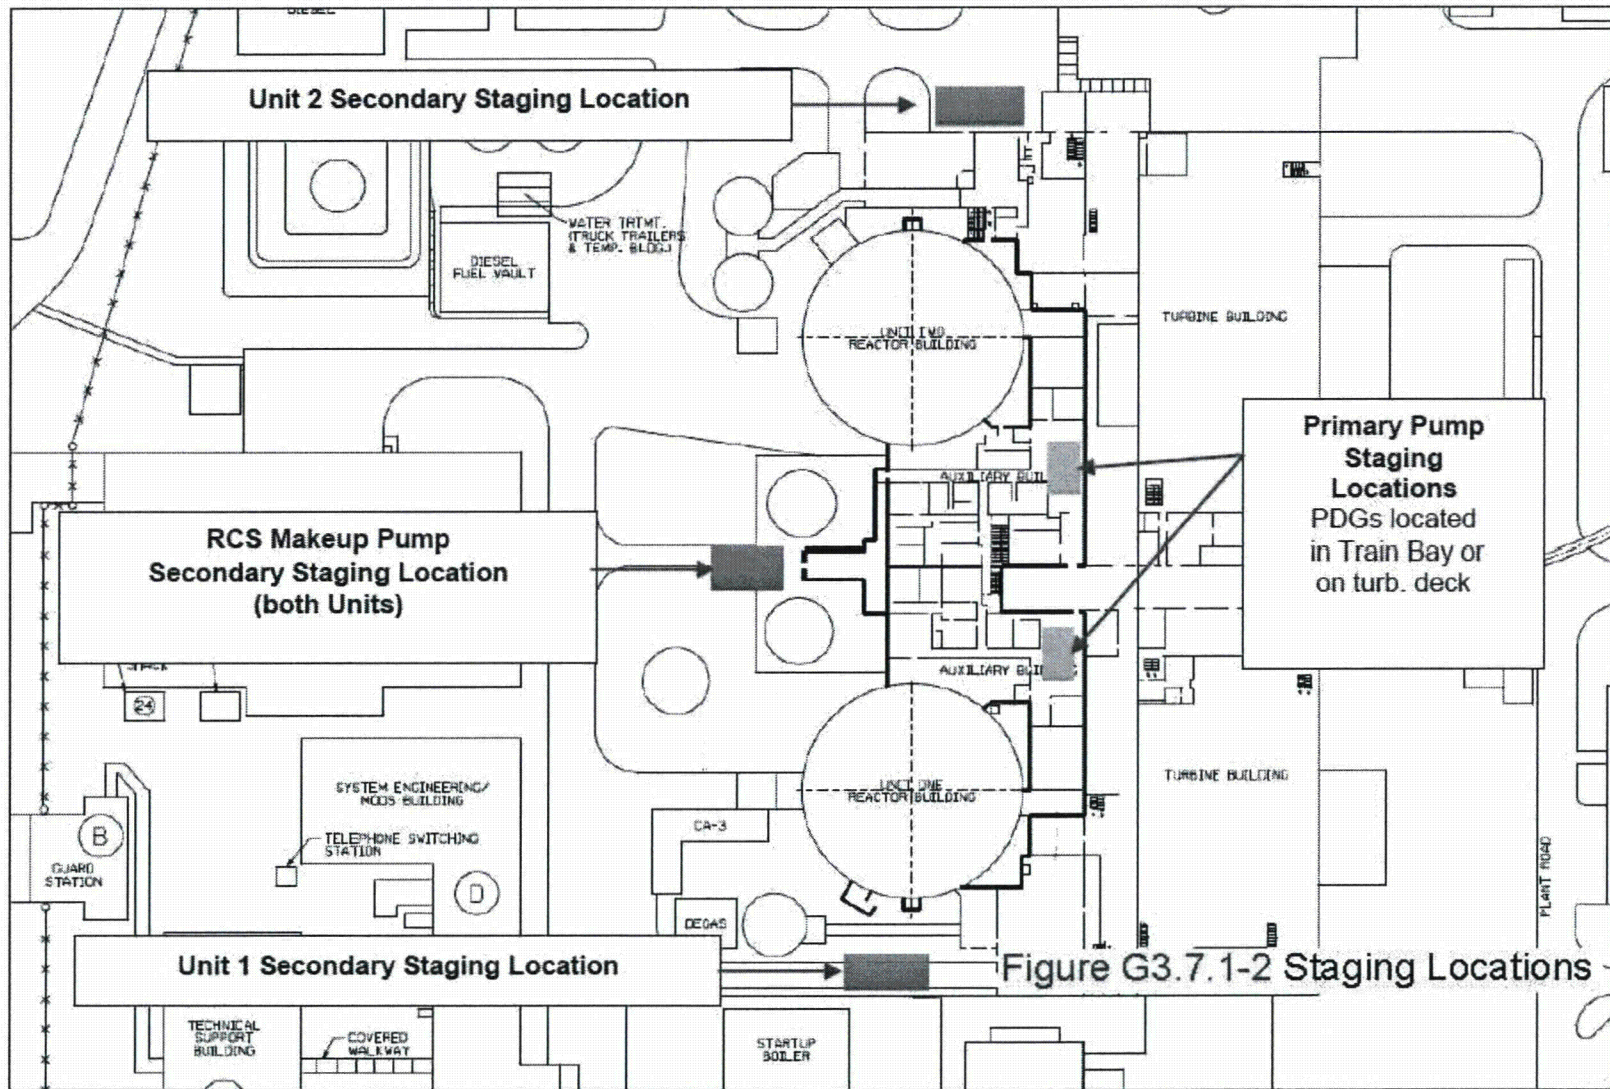 DIESEL
Unit 2 Secondary Staging Location
WATER TRTMT.
(TRUCK TRAILERS
& TEMP. BLDG.)
DIESEL
FUEL VAULT
UNIT TWO
REACTOR BUILDING
TURBINE BUILDING
Primary Pump
Staging
Locations
PDGs located
in Train Bay or
on turb. deck
AUXILIARY BUIL
RCS Makeup Pump
Secondary Staging Location
(both Units)
AUXILIARY BUI
24
UNIT ONE
REACTOR BUILDING
TURBINE BUILDING
SYSTEM ENGINEERING/
MODS BUILDING
CA-3
TELEPHONE SWITCHING
STATION
B
GUARD
STATION
D
PLANT ROAD
DEGAS
Unit 1 Secondary Staging Location
Figure G3.7.1-2 Staging Locations
TECHNICAL
SUPPORT
BUILDING
COVERED
WALKWAY
STARTUP
BOILER